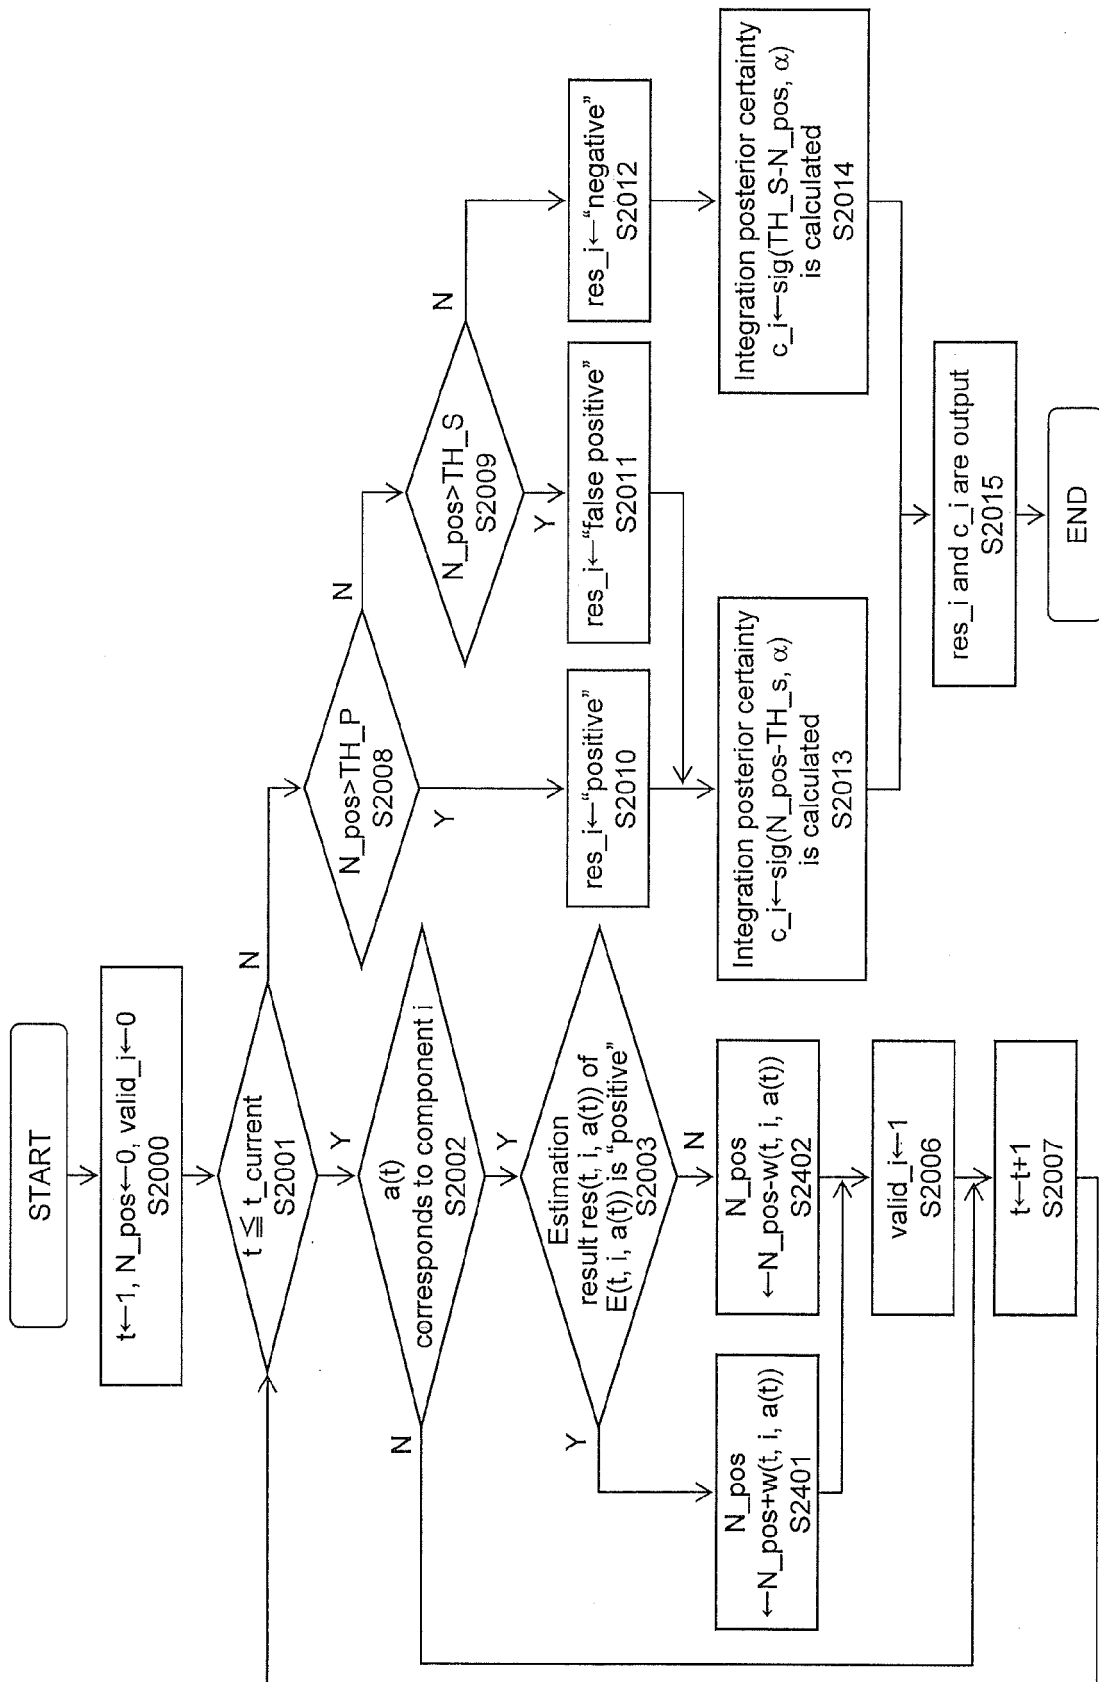 START
t←1, N_pos←0, valid_i←0
S2000
t ≦ t_current
S2001
Y
N
a(t)
corresponds to component i
S2002
Y
N
Estimation
result res(t, i, a(t)) of
E(t, i, a(t)) is "positive"
S2003
Y
N
N_pos
←N_pos+w(t, i, a(t))
S2401
N_pos
←N_pos-w(t, i, a(t))
S2402
valid_i←1
S2006
t←t+1
S2007
N_pos>TH_P
S2008
Y
N
N_pos>TH_S
S2009
Y
N
res_i←"positive"
S2010
res_i←"false positive"
S2011
res_i←"negative"
S2012
Integration posterior certainty
c_i←sig(N_pos-TH_s, α)
is calculated
S2013
Integration posterior certainty
c_i←sig(TH_S-N_pos, α)
is calculated
S2014
res_i and c_i are output
S2015
END